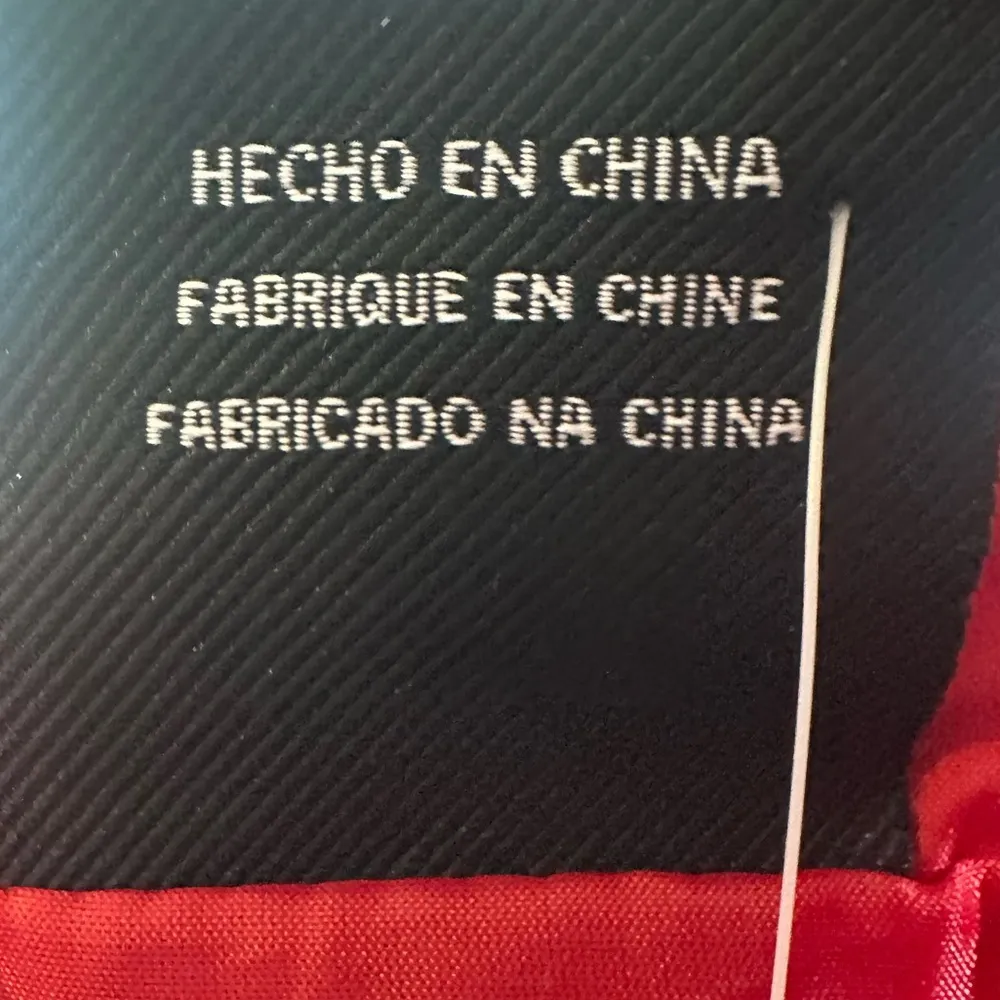 HECHO EN CHINA
FABRIQUE EN CHINE
FABRICADO NA CHINA